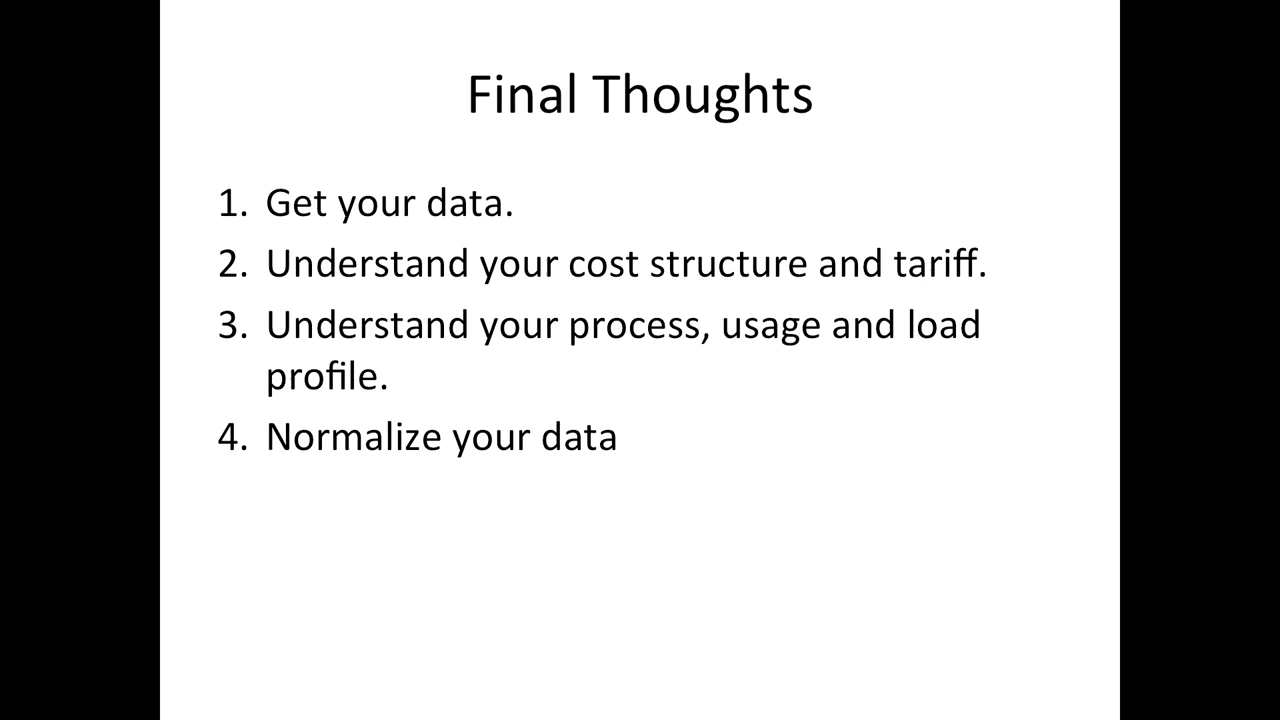 Final Thoughts
1. Get your data.
2. Understand your cost structure and tariff.
3. Understand your process, usage and load
profile.
4. Normalize your data